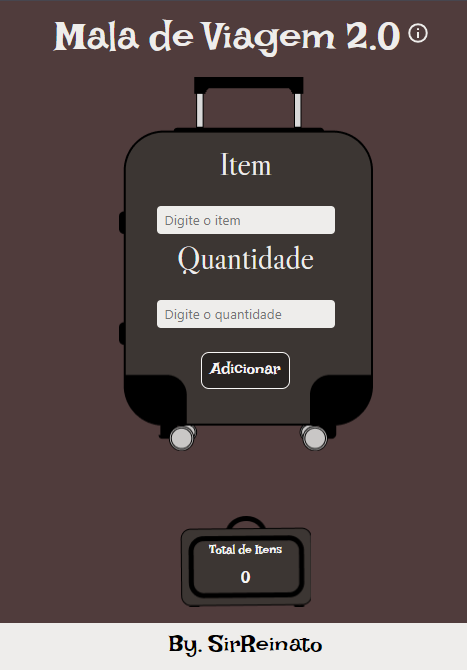 Mala de Viagem 2.0
Item
Digite o item
Quantidade
Digite o quantidade
Adicionar
Total de Itens
0
By. SirReinato